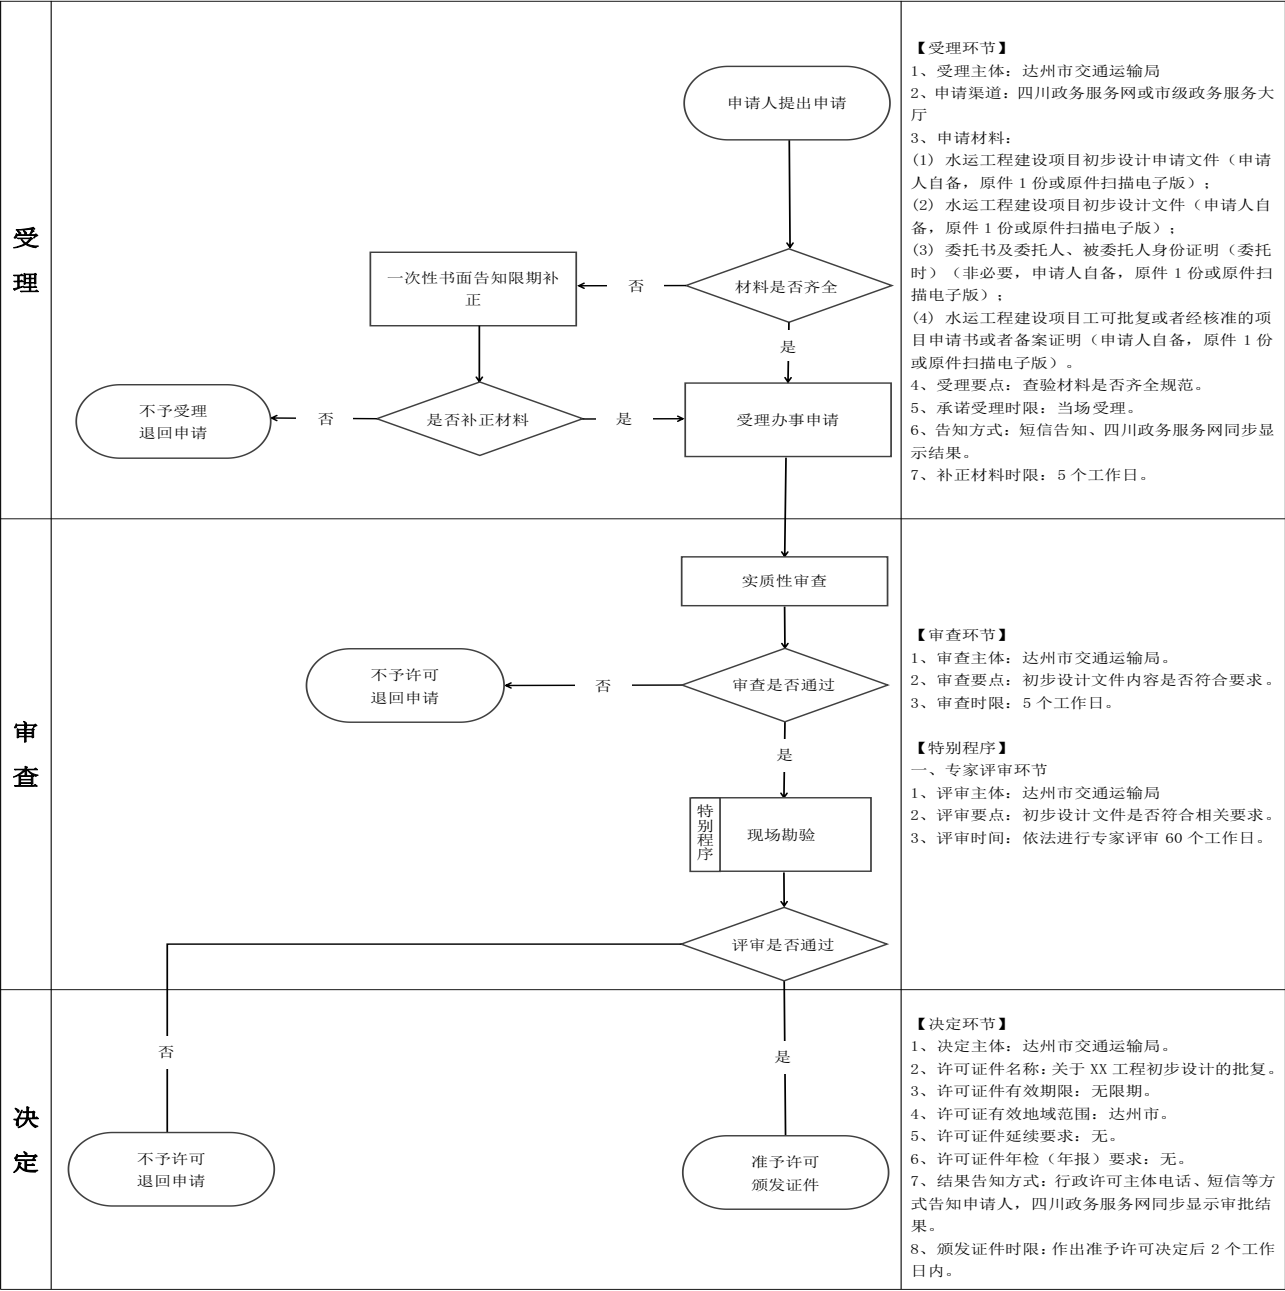 受
理
申请人提出申请
材料是否齐全
否
一次性书面告知限期补
正
是
不予受理
退回申请
否
是否补正材料
是
受理办事申请
【受理环节】
1、受理主体：达州市交通运输局
2、申请渠道：四川政务服务网或市级政务服务大
厅
3、申请材料：
(1) 水运工程建设项目初步设计申请文件（申请
人自备，原件 1 份或原件扫描电子版）；
(2) 水运工程建设项目初步设计文件（申请人自
备，原件 1 份或原件扫描电子版）；
(3) 委托书及委托人、被委托人身份证明（委托
时）（非必要，申请人自备，原件 1 份或原件扫
描电子版）；
(4) 水运工程建设项目工可批复或者经核准的项
目申请书或者备案证明（申请人自备，原件 1 份
或原件扫描电子版）。
4、受理要点：查验材料是否齐全规范。
5、承诺受理时限：当场受理。
6、告知方式：短信告知、四川政务服务网同步显
示结果。
7、补正材料时限：5 个工作日。
审
查
实质性审查
不予许可
退回申请
否
审查是否通过
是
特别程序
现场勘验
评审是否通过
【审查环节】
1、审查主体：达州市交通运输局。
2、审查要点：初步设计文件内容是否符合要求。
3、审查时限：5 个工作日。
【特别程序】
一、专家评审环节
1、评审主体：达州市交通运输局
2、评审要点：初步设计文件是否符合相关要求。
3、评审时间：依法进行专家评审 60 个工作日。
决
定
否
是
不予许可
退回申请
准予许可
颁发证件
【决定环节】
1、决定主体：达州市交通运输局。
2、许可证件名称：关于 XX 工程初步设计的批复。
3、许可证件有效期限：无限期。
4、许可证有效地域范围：达州市。
5、许可证件延续要求：无。
6、许可证件年检（年报）要求：无。
7、结果告知方式：行政许可主体电话、短信等方
式告知申请人，四川政务服务网同步显示审批结
果。
8、颁发证件时限：作出准予许可决定后 2 个工作
日内。